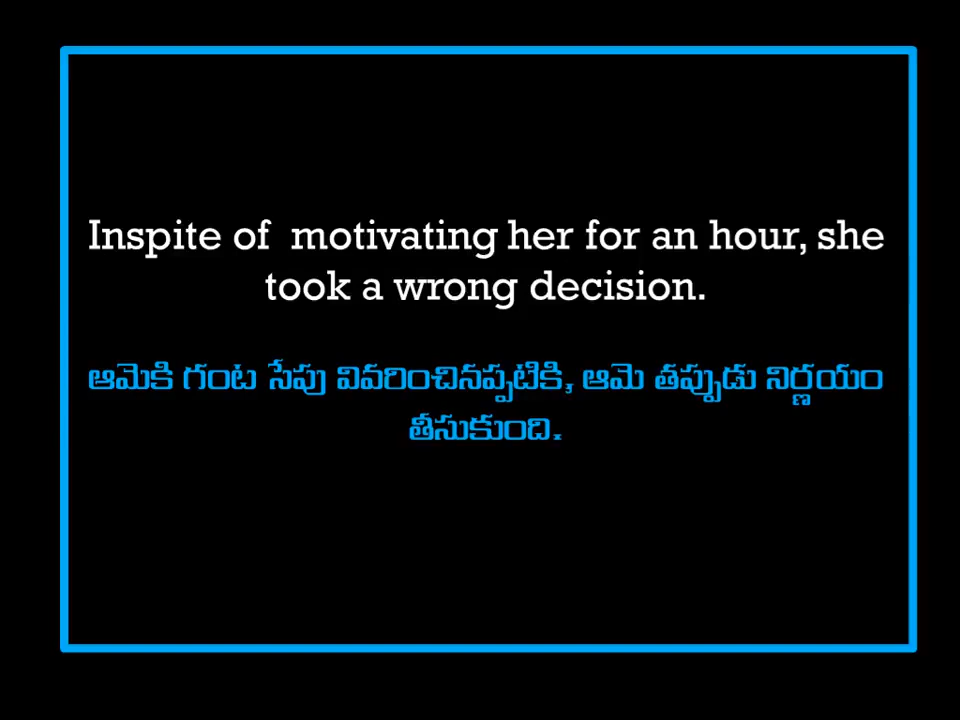 Inspite of  motivating her for an hour, she
took a wrong decision.
ఆమెకి గంట సేపు వివరించినప్పటికి, ఆమె తప్పుడు నిర్ణయం
తీసుకుంది.